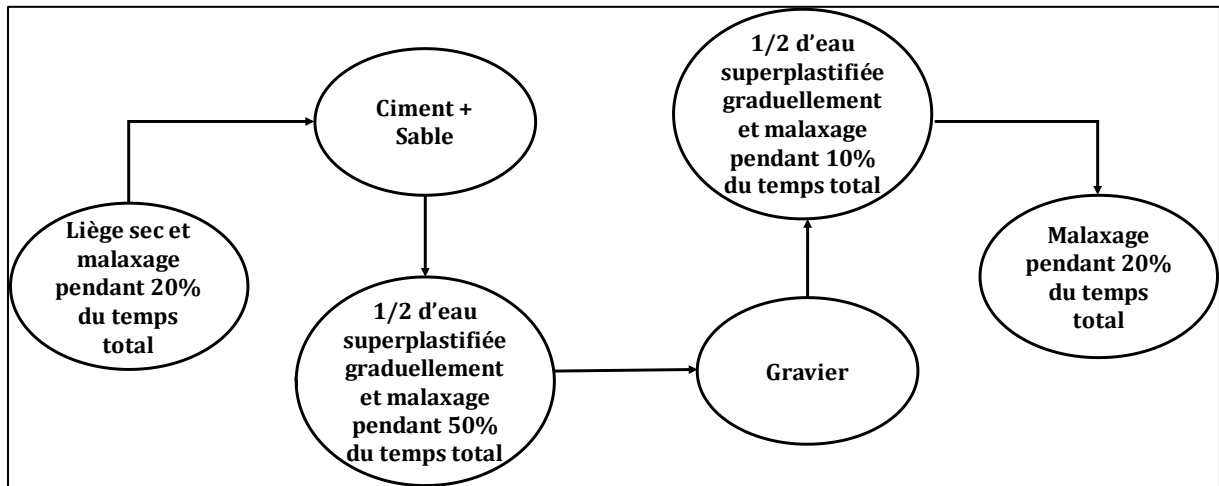 Liège sec et
malaxage
pendant 20%
du temps
total
Ciment +
Sable
1/2 d'eau
superplastifiée
graduellement
et malaxage
pendant 50%
du temps total
Gravier
1/2 d'eau
superplastifiée
graduellement
et malaxage
pendant 10%
du temps total
Malaxage
pendant 20%
du temps
total